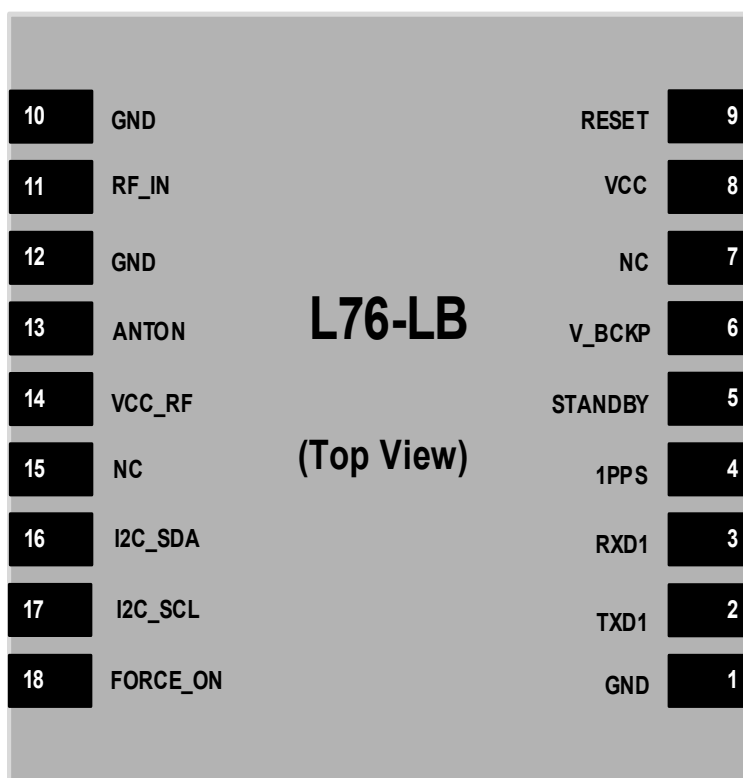 10 GND RESET 9
11 RF_IN VCC 8
12 GND NC 7
13 ANTON L76-LB V_BCKP 6
14 VCC_RF STANDBY 5
15 NC (Top View) 1PPS 4
16 I2C_SDA RXD1 3
17 I2C_SCL TXD1 2
18 FORCE_ON GND 1